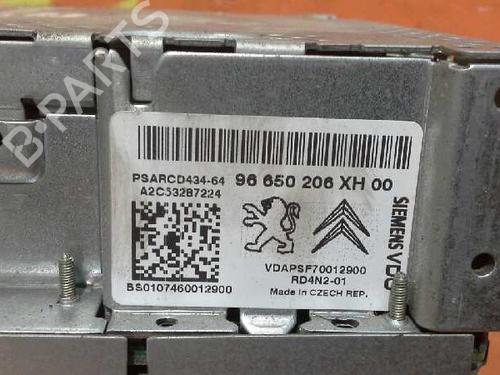 B-PARTS
PSARCD434-64 96 650 206 XH 00
A2C53287224
SIEMENS VDO
VDAPSF70012900
RD4N2-01
BS0107460012900 Made in CZECH REP.